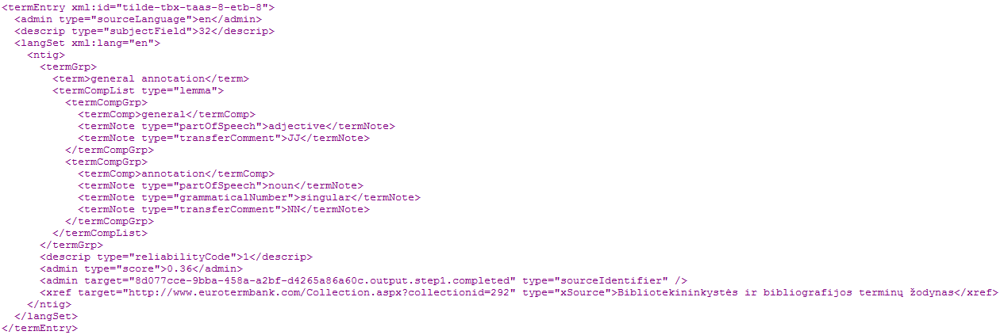 <termEntry xml:id="tilde-tbx-taas-8-etb-8">
  <admin type="sourceLanguage">en</admin>
  <descrip type="subjectField">32</descrip>
  <langSet xml:lang="en">
    <ntig>
      <termGrp>
        <term>general annotation</term>
        <termCompList type="lemma">
          <termCompGrp>
            <termComp>general</termComp>
            <termNote type="partOfSpeech">adjective</termNote>
            <termNote type="transferComment">JJ</termNote>
          </termCompGrp>
          <termCompGrp>
            <termComp>annotation</termComp>
            <termNote type="partOfSpeech">noun</termNote>
            <termNote type="grammaticalNumber">singular</termNote>
            <termNote type="transferComment">NN</termNote>
          </termCompGrp>
        </termCompList>
      </termGrp>
      <descrip type="reliabilityCode">1</descrip>
      <admin type="score">0.36</admin>
      <admin target="8d077cce-9bba-458a-a2bf-d4265a86a60c.output.step1.completed" type="sourceIdentifier" />
      <xref target="http://www.eurotermbank.com/Collection.aspx?collectionid=292" type="xSource">Bibliotekininkystės ir bibliografijos terminų žodynas</xref>
    </ntig>
  </langSet>
</termEntry>